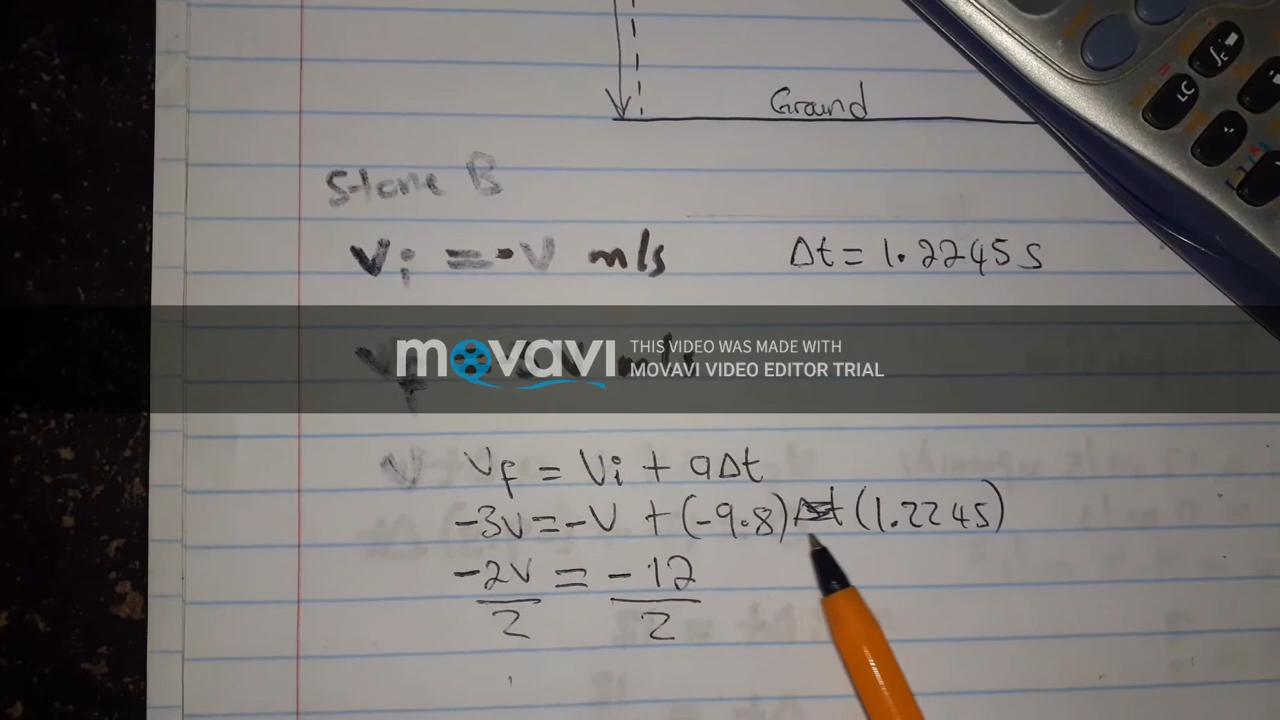 Ground
LC
Stone B
Vi = -V m/s
Δt = 1.2245 s
movavi
THIS VIDEO WAS MADE WITH
MOVAVI VIDEO EDITOR TRIAL
m/s
V Vf = Vi + aΔt
-3V = -V + (-9.8) (1.2245)
-2V = -12
2 2